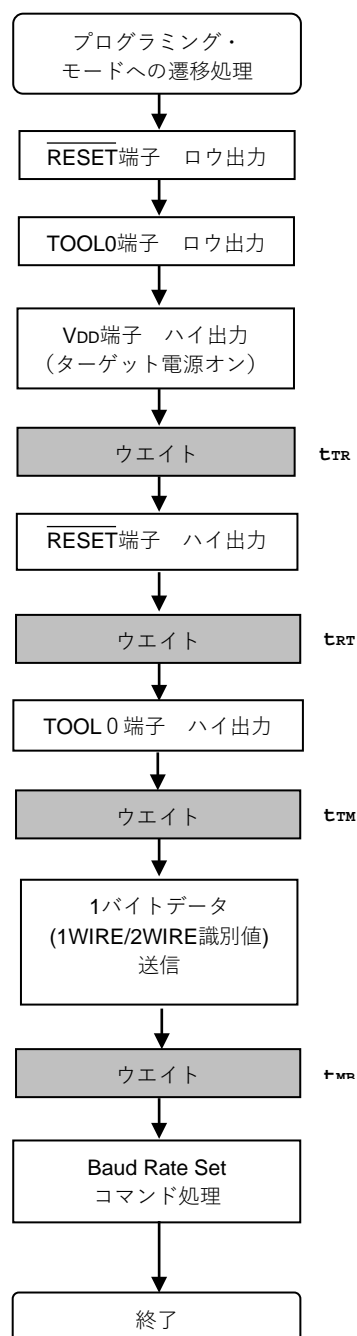 プログラミング・
モードへの遷移処理
RESET端子 ロウ出力
TOOL0端子 ロウ出力
VDD端子 ハイ出力
(ターゲット電源オン)
ウエイト tTR
RESET端子 ハイ出力
ウエイト tRT
TOOL０端子 ハイ出力
ウエイト tTM
1バイトデータ
(1WIRE/2WIRE識別値)
送信
ウエイト tMB
Baud Rate Set
コマンド処理
終了